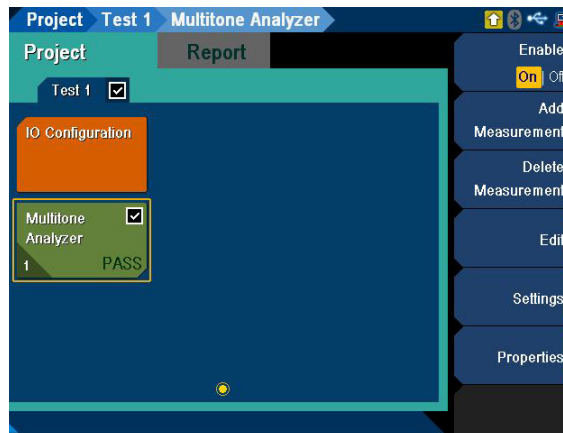 Project Test 1 Multitone Analyzer
Project
Report
Test 1
IO Configuration
Multitone
Analyzer
1 PASS
Enable
On | Off
Add
Measurement
Delete
Measurement
Edit
Settings
Properties